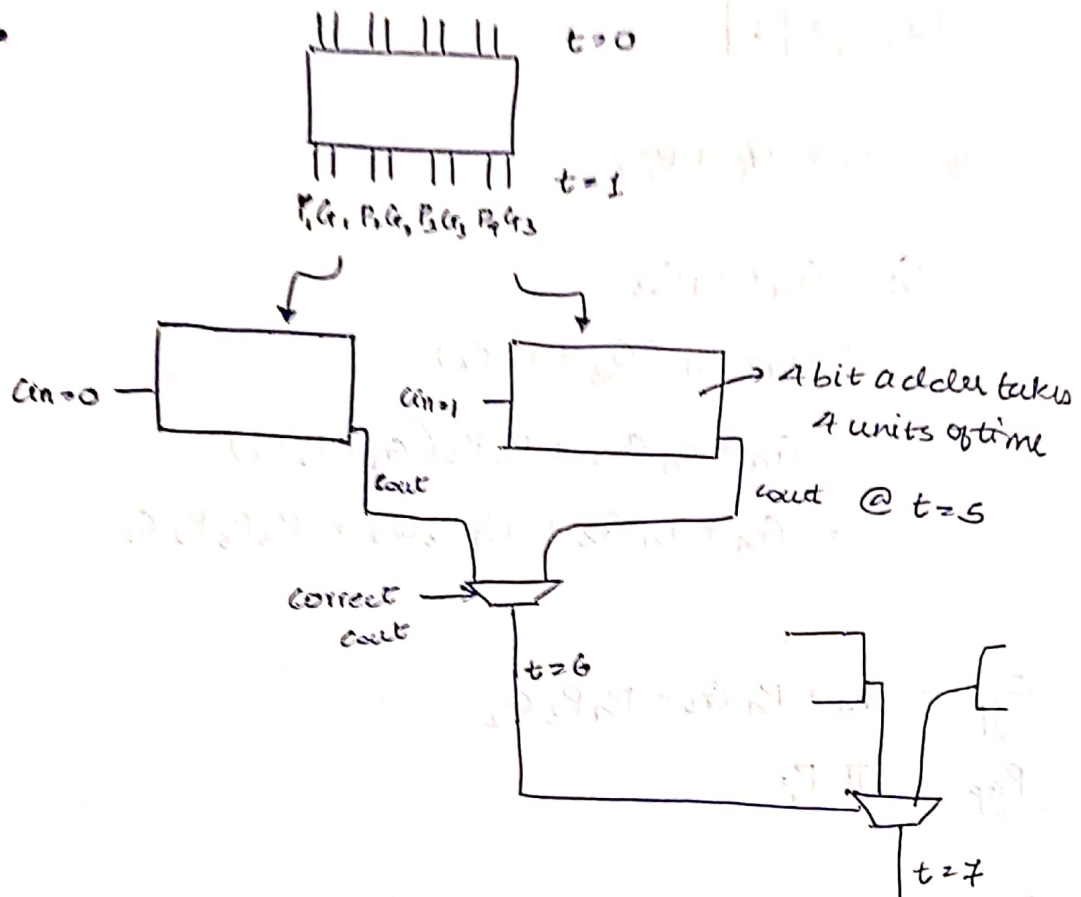 t=0
t=1
P₁G₁ P₂G₂ P₃G₃ P₄G₃
Cin=0
Cin=1
4 bit adder takes
4 units of time
Cout
Cout @ t=5
correct
Cout
t=6
t=7